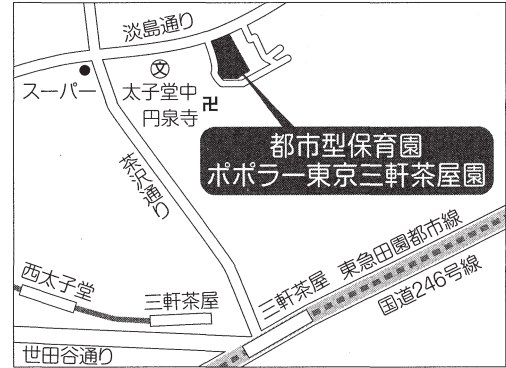 淡島通り
スーパー
文
太子堂中
円泉寺
卍
都市型保育園
ポポラー東京三軒茶屋園
茶沢通り
西太子堂
三軒茶屋
三軒茶屋 東急田園都市線
国道246号線
世田谷通り